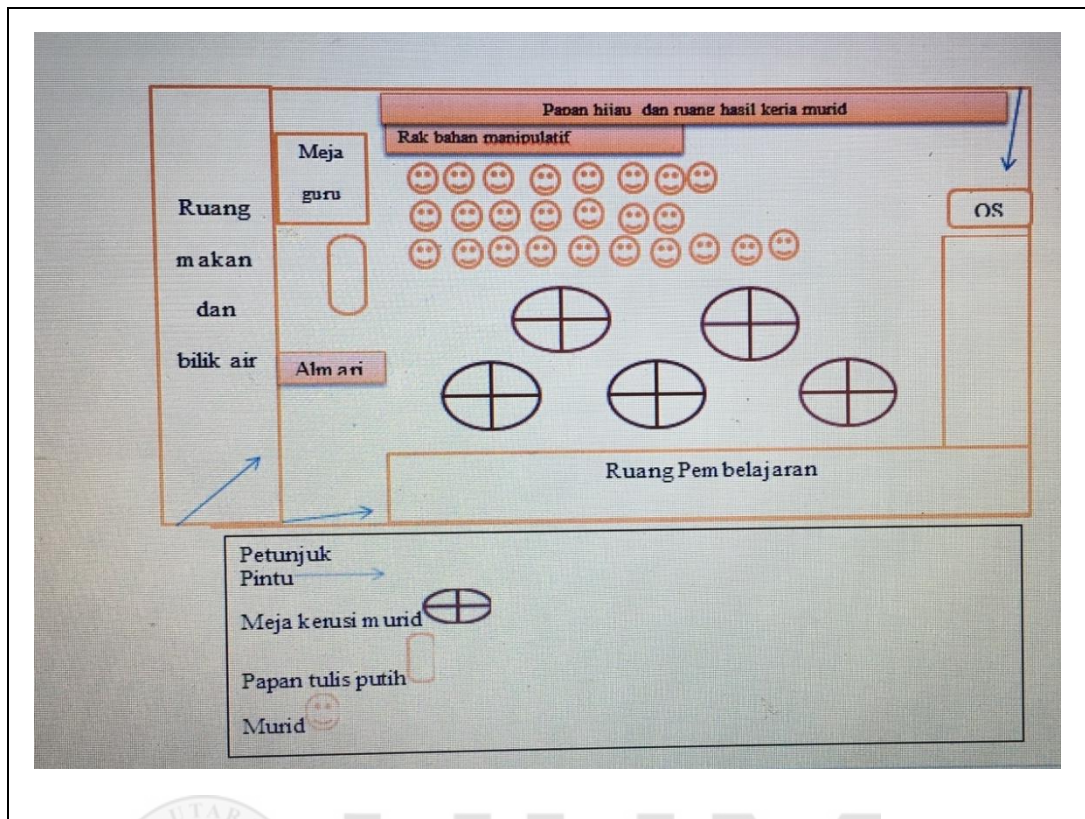 Papan hijau dan ruang hasil kerja murid
Rak bahan manipulatif
Meja
guru
Ruang
makan
dan
bilik air
OS
Almari
Ruang Pembelajaran
Petunjuk
Pintu
Meja kerusi murid
Papan tulis putih
Murid
UTAR